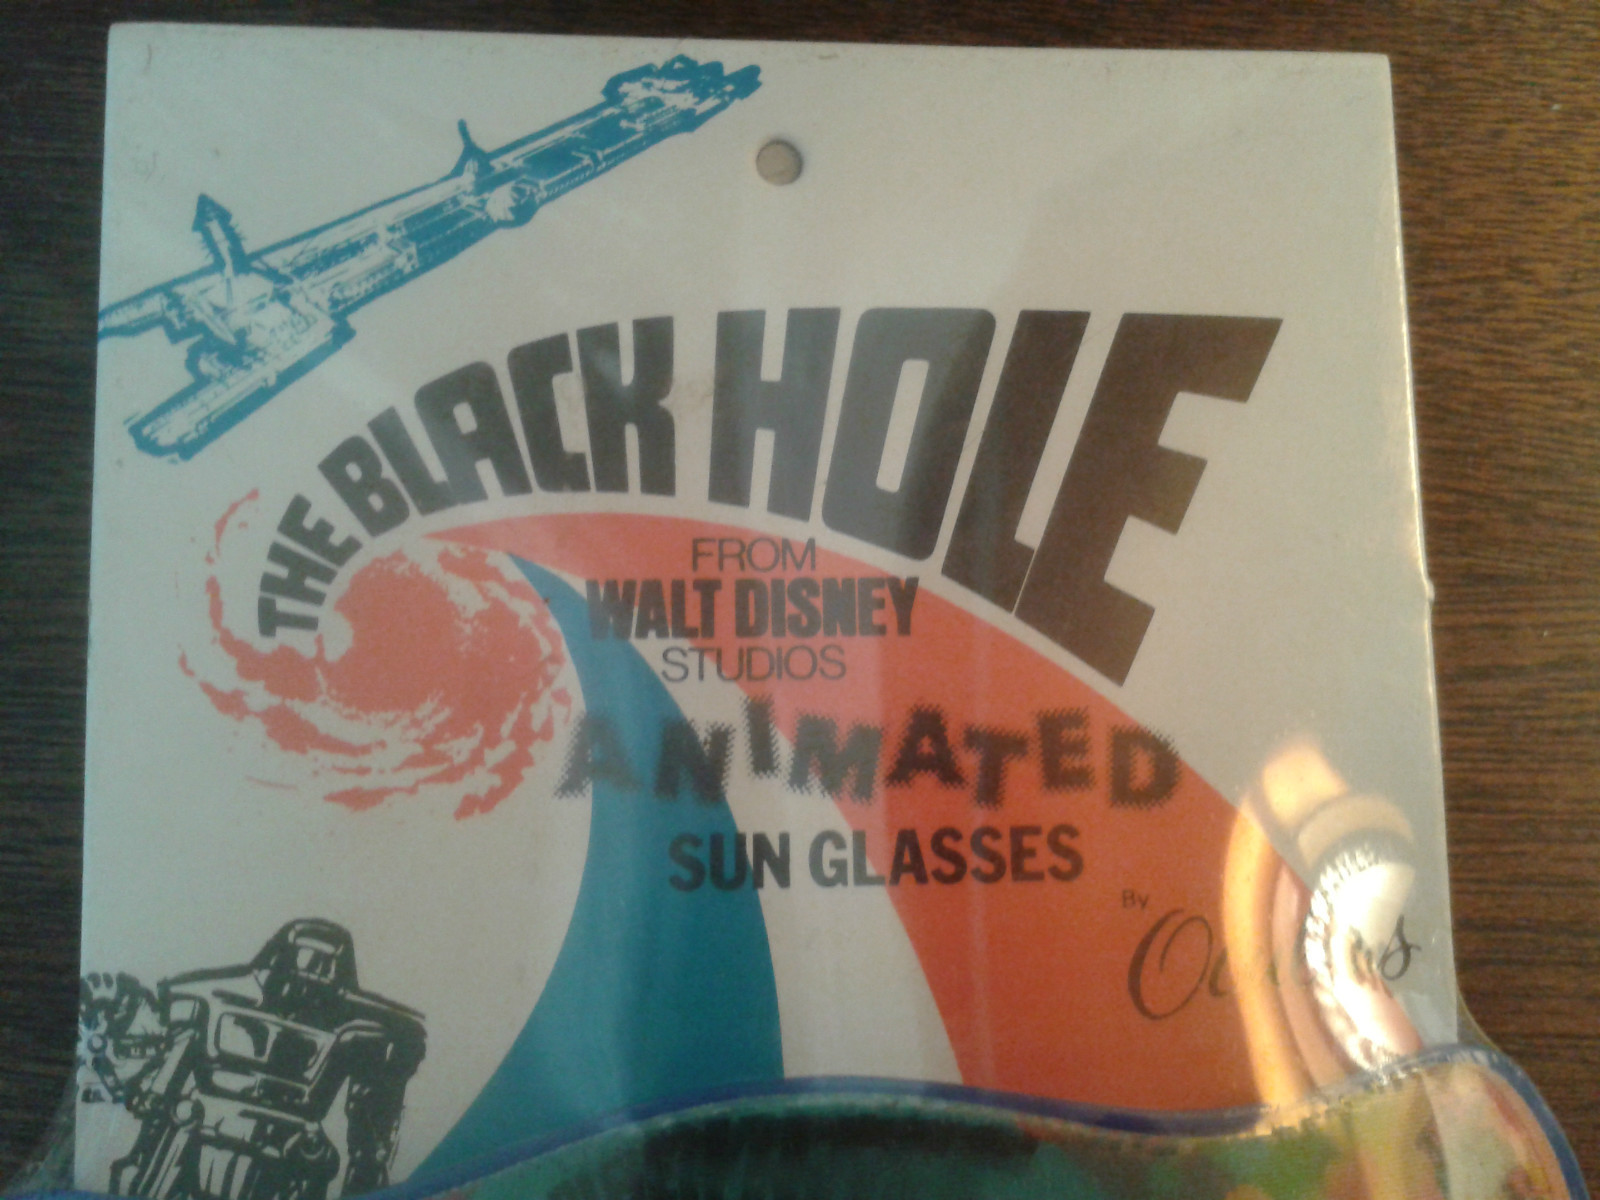 THE BLACK HOLE
FROM
WALT DISNEY
STUDIOS
ANIMATED
SUN GLASSES
By